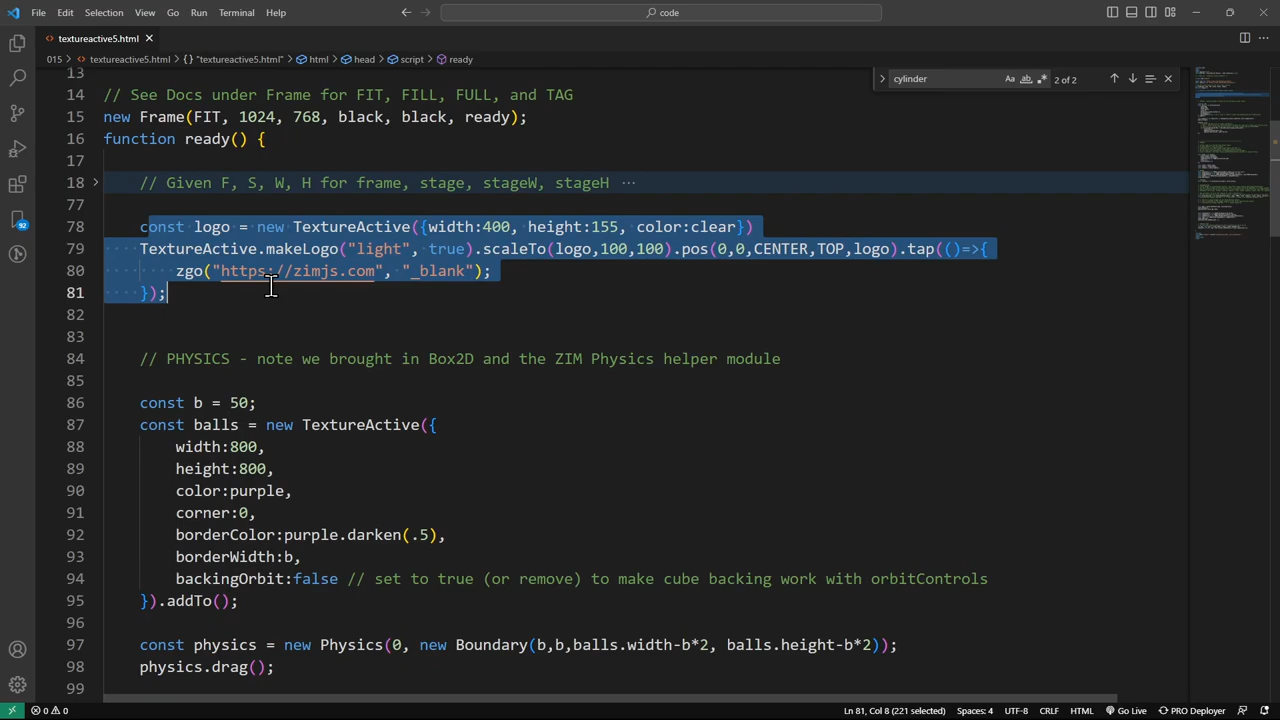 File Edit Selection View Go Run Terminal Help
code
textureactive5.html
015 > textureactive5.html > {} "textureactive5.html" > html > head > script > ready
cylinder
Aa ab .*
2 of 2
13
14 // See Docs under Frame for FIT, FILL, FULL, and TAG
15 new Frame(FIT, 1024, 768, black, black, ready);
16 function ready() {
17
18 // Given F, S, W, H for frame, stage, stageW, stageH ...
77
78 const logo = new TextureActive({width:400, height:155, color:clear})
79 TextureActive.makeLogo("light", true).scaleTo(logo,100,100).pos(0,0,CENTER,TOP,logo).tap(()=>{
80 zgo("https://zimjs.com", "_blank");
81 });
82
83
84 // PHYSICS - note we brought in Box2D and the ZIM Physics helper module
85
86 const b = 50;
87 const balls = new TextureActive({
88 width:800,
89 height:800,
90 color:purple,
91 corner:0,
92 borderColor:purple.darken(.5),
93 borderWidth:b,
94 backingOrbit:false // set to true (or remove) to make cube backing work with orbitControls
95 }).addTo();
96
97 const physics = new Physics(0, new Boundary(b,b,balls.width-b*2, balls.height-b*2));
98 physics.drag();
99
92
0 0 Ln 81, Col 8 (221 selected) Spaces: 4 UTF-8 CRLF HTML Go Live PRO Deployer